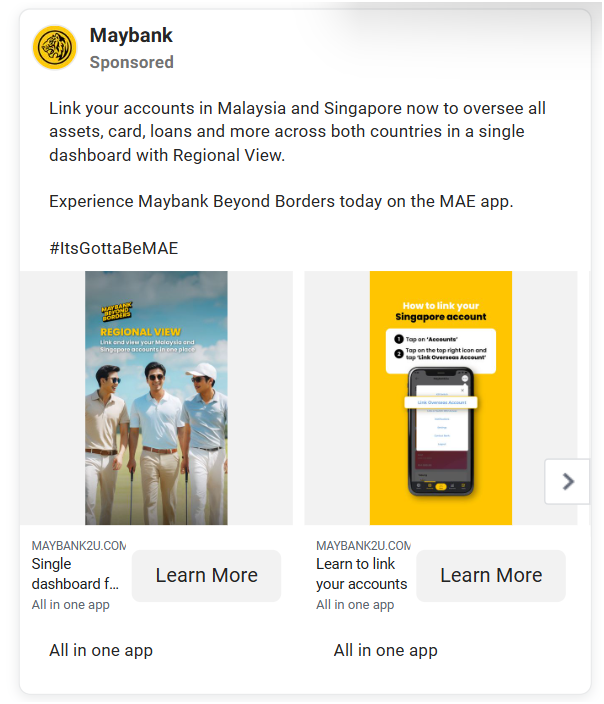 Maybank
Sponsored
Link your accounts in Malaysia and Singapore now to oversee all
assets, card, loans and more across both countries in a single
dashboard with Regional View.
Experience Maybank Beyond Borders today on the MAE app.
#ItsGottaBeMAE
MAYBANK
BEYOND
BORDERS
REGIONAL VIEW
Link and view your Malaysia and
Singapore accounts in one place
How to link your
Singapore account
1 Tap on 'Accounts'
2 Tap on the top right icon and
tap 'Link Overseas Account'
Link Overseas Account
MAYBANK2U.COM
Single
dashboard f...
All in one app
Learn More
MAYBANK2U.COM
Learn to link
your accounts
All in one app
Learn More
All in one app
All in one app